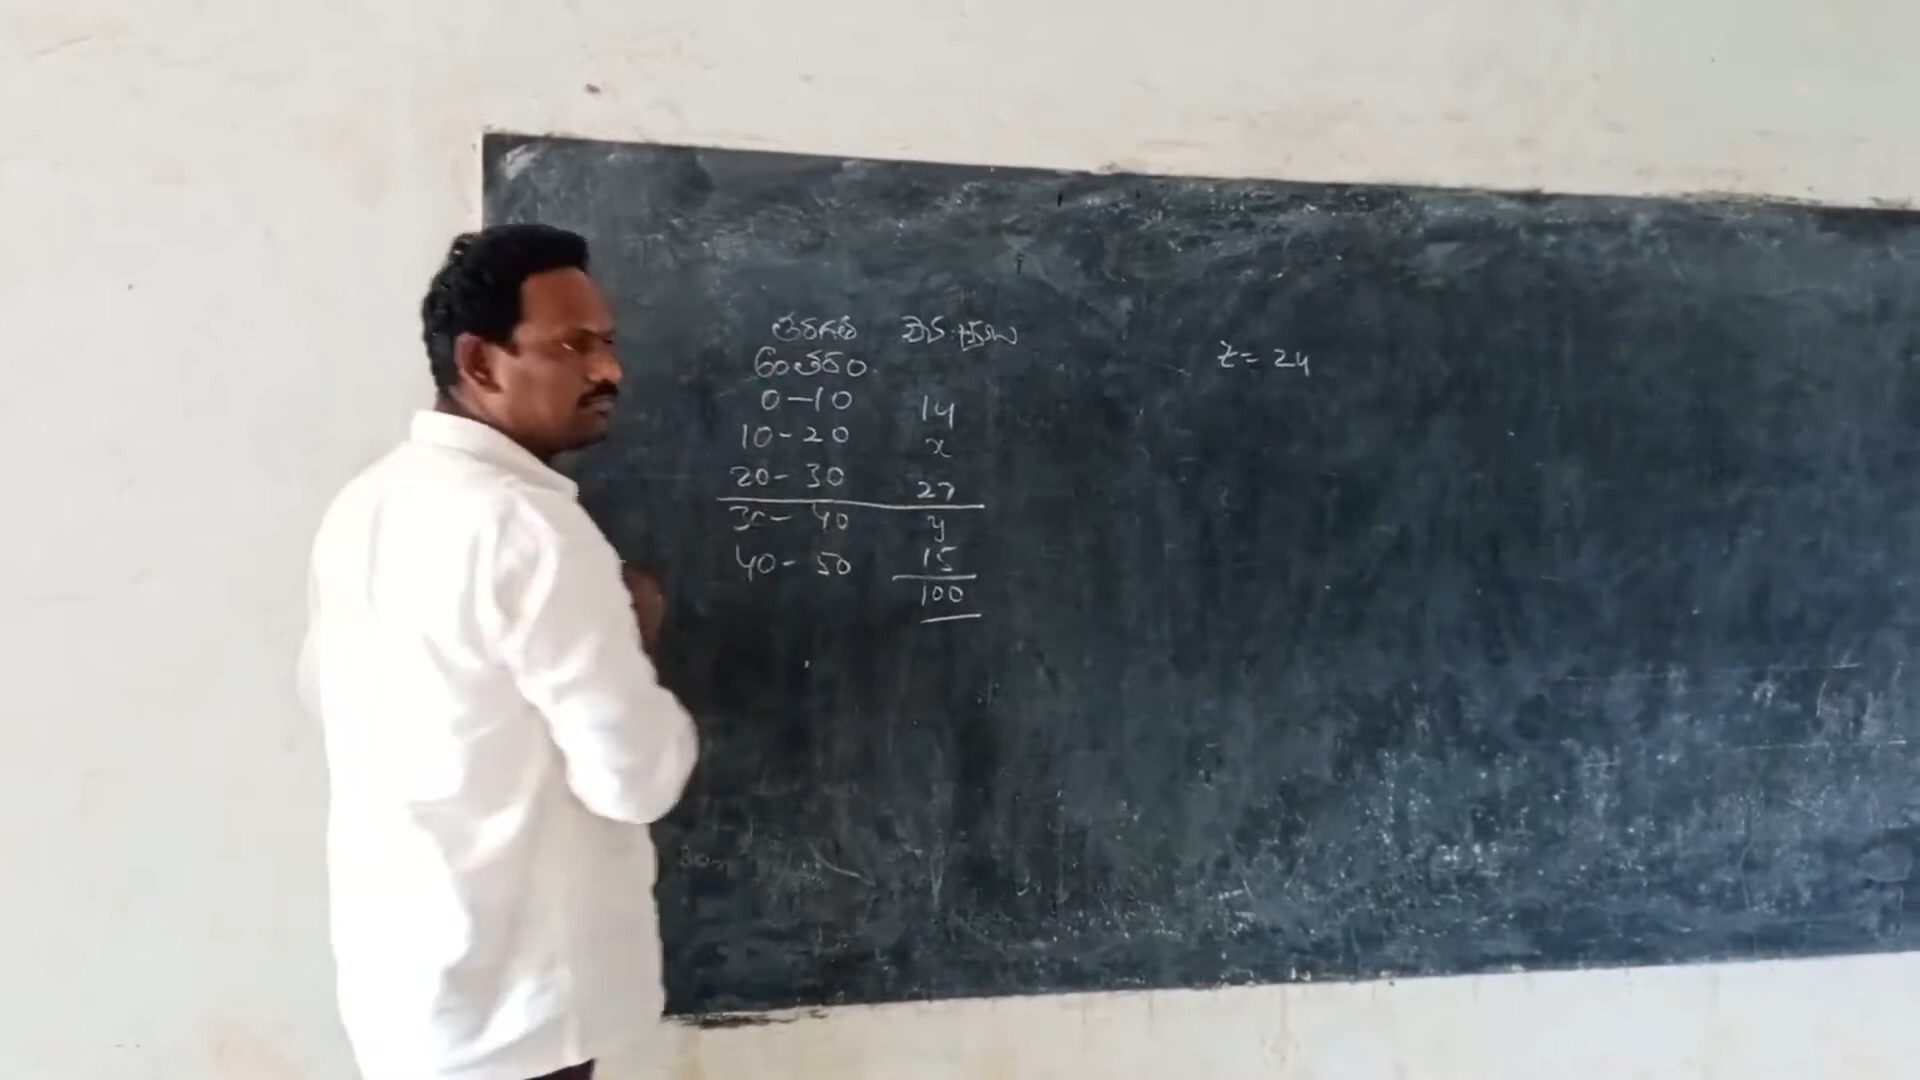 తరగతి పౌనఃపున్యం
అంతరం
0-10 14
10-20 x
20-30 27
30-40 y
40-50 15
100
Z = 24